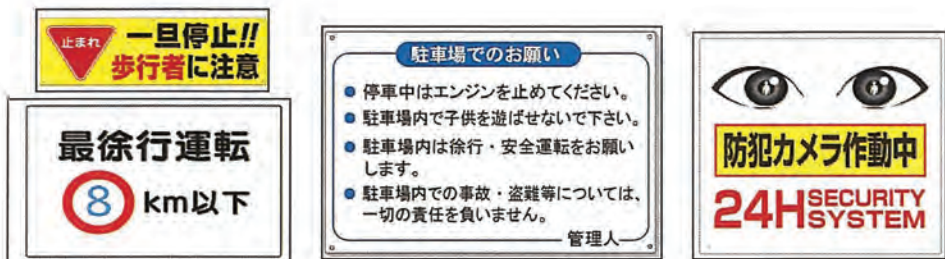 止まれ
一旦停止!!
歩行者に注意
最徐行運転
8 km以下
駐車場でのお願い
● 停車中はエンジンを止めてください。
● 駐車場内で子供を遊ばせないで下さい。
● 駐車場内は徐行・安全運転をお願い
します。
● 駐車場内での事故・盗難等については、
一切の責任を負いません。
管理人
防犯カメラ作動中
24H SECURITY
SYSTEM